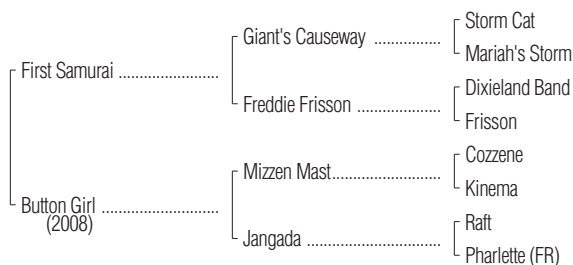 Storm Cat
Giant's Causeway ................
Mariah's Storm
First Samurai ........................
Dixieland Band
Freddie Frisson ....................
Frisson
Cozzene
Mizzen Mast..........................
Kinema
Button Girl ............................
(2008)
Raft
Jangada ................................
Pharlette (FR)